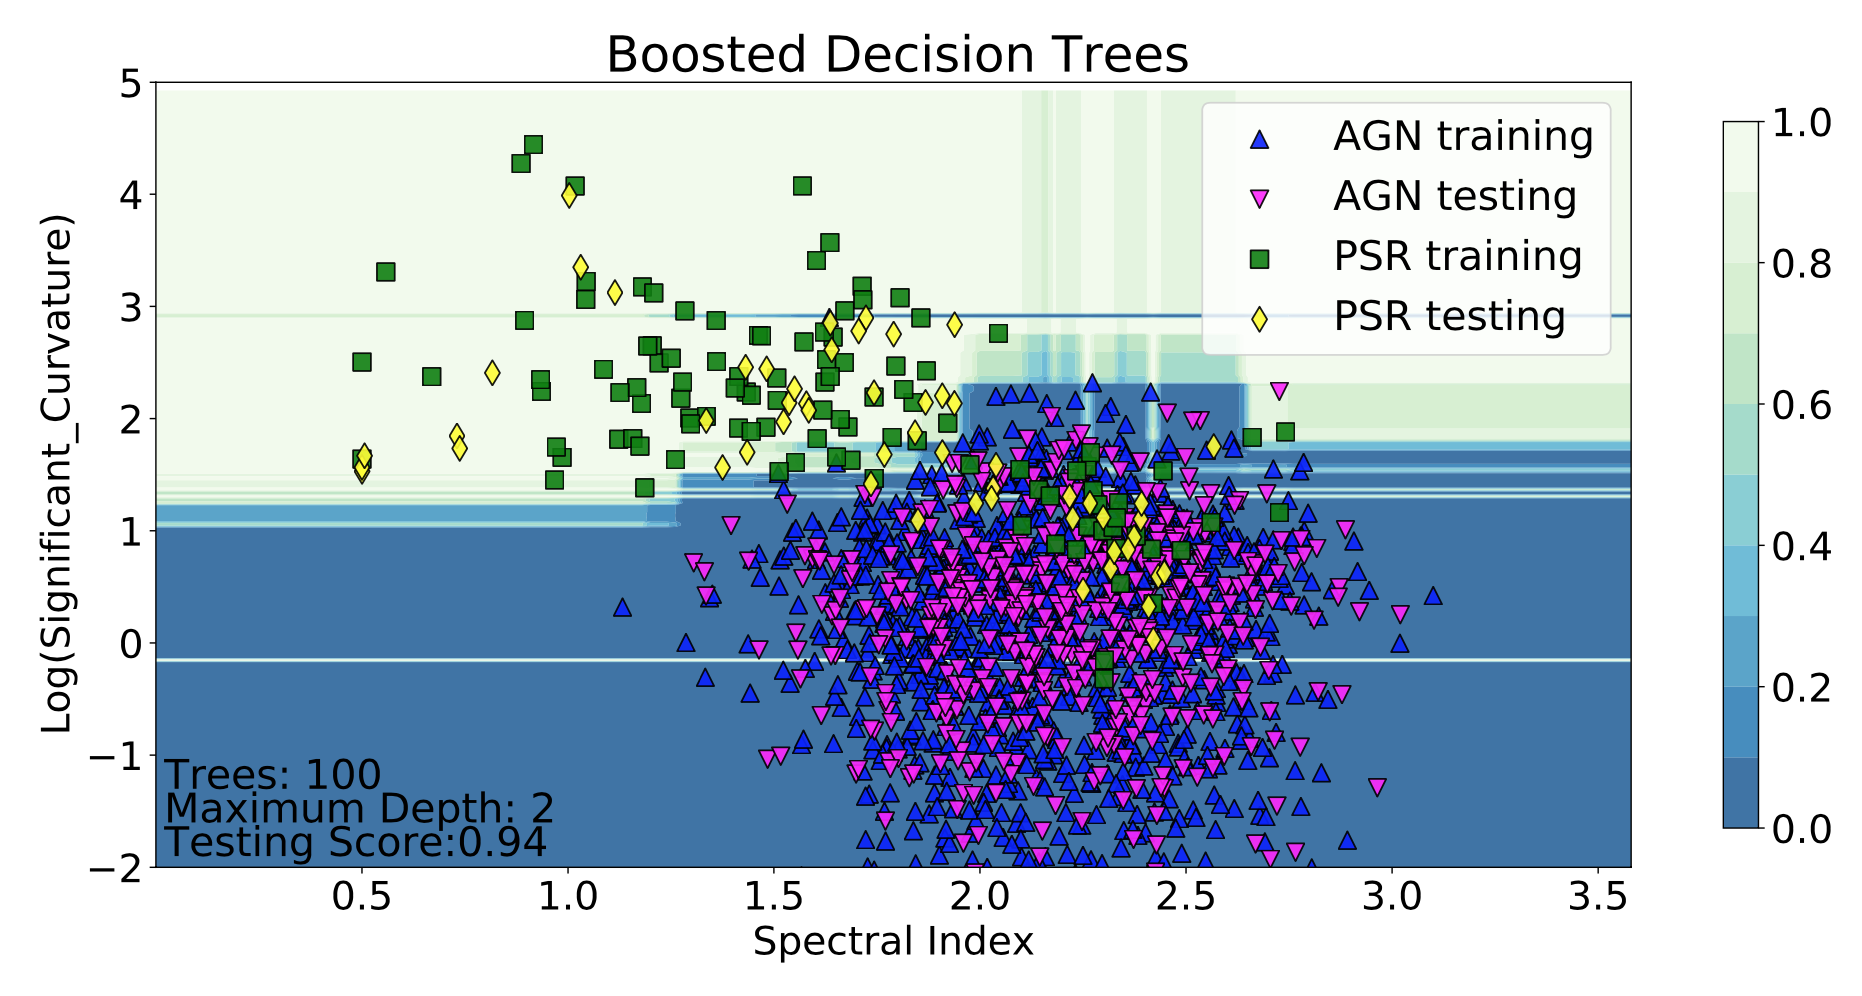 Boosted Decision Trees
5
4
3
2
1
0
−1
−2
Log(Significant_Curvature)
AGN training
AGN testing
PSR training
PSR testing
Trees: 100
Maximum Depth: 2
Testing Score:0.94
0.5 1.0 1.5 2.0 2.5 3.0 3.5
Spectral Index
1.0
0.8
0.6
0.4
0.2
0.0